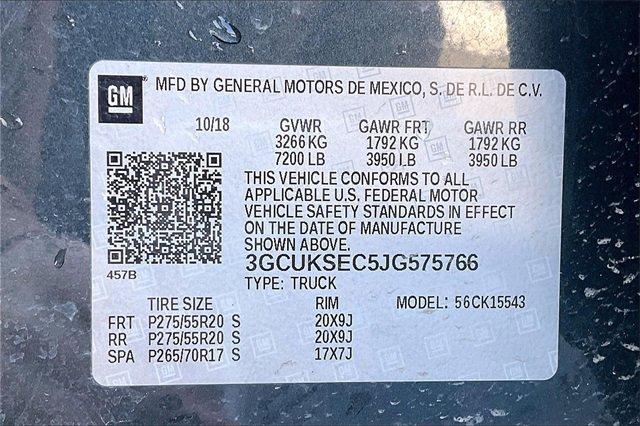 GM MFD BY GENERAL MOTORS DE MEXICO, S. DE R.L. DE C.V.
10/18 GVWR GAWR FRT GAWR RR
3266 KG 1792 KG 1792 KG
7200 LB 3950 LB 3950 LB
THIS VEHICLE CONFORMS TO ALL
APPLICABLE U.S. FEDERAL MOTOR
VEHICLE SAFETY STANDARDS IN EFFECT
ON THE DATE OF MANUFACTURE
SHOWN ABOVE.
3GCUKSEC5JG575766
457B TYPE: TRUCK
TIRE SIZE RIM MODEL: 56CK15543
FRT P275/55R20 S 20X9J
RR P275/55R20 S 20X9J
SPA P265/70R17 S 17X7J